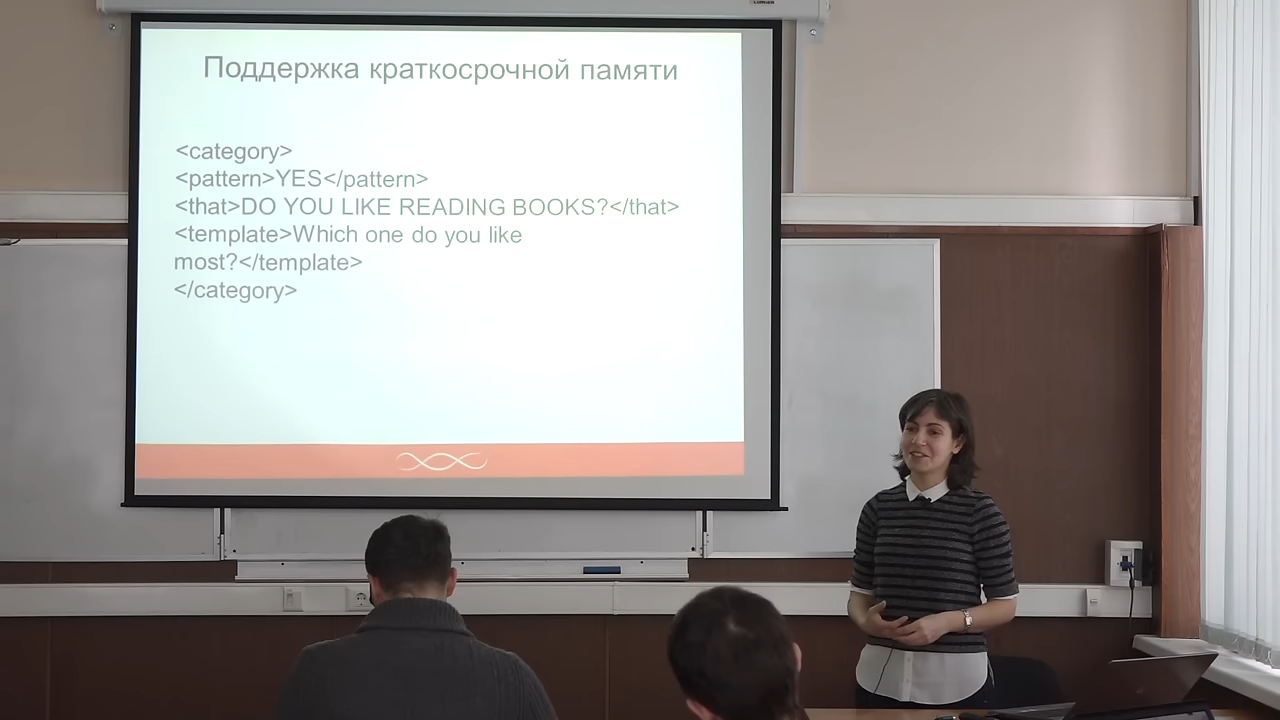 Поддержка краткосрочной памяти
<category>
<pattern>YES</pattern>
<that>DO YOU LIKE READING BOOKS?</that>
<template>Which one do you like
most?</template>
</category>